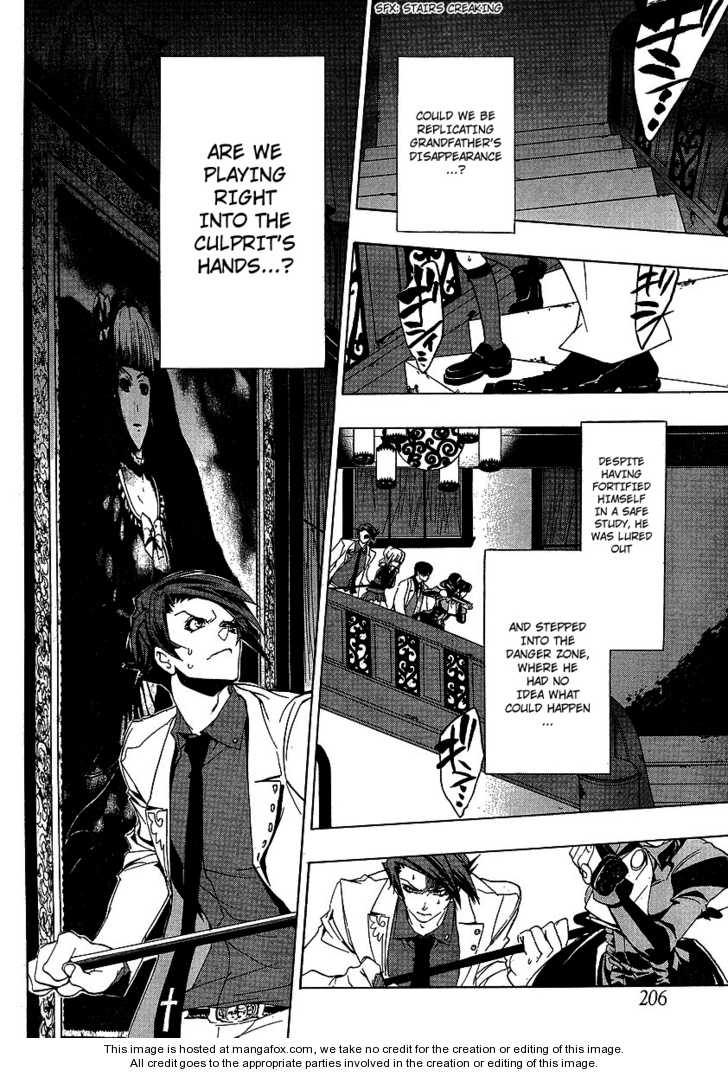 SFX: STAIRS CREAKING
ギシ…
COULD WE BE
REPLICATING
GRANDFATHER'S
DISAPPEARANCE
...?
DESPITE
HAVING
FORTIFIED
HIMSELF
IN A SAFE
STUDY, HE
WAS LURED
OUT
AND STEPPED
INTO THE
DANGER ZONE,
WHERE HE
HAD NO
IDEA WHAT
COULD HAPPEN
...
ARE WE
PLAYING
RIGHT
INTO THE
CULPRIT'S
HANDS...?
206
This image is hosted at mangafox.com, we take no credit for the creation or editing of this image.
All credit goes to the appropriate parties involved in the creation or editing of this image.